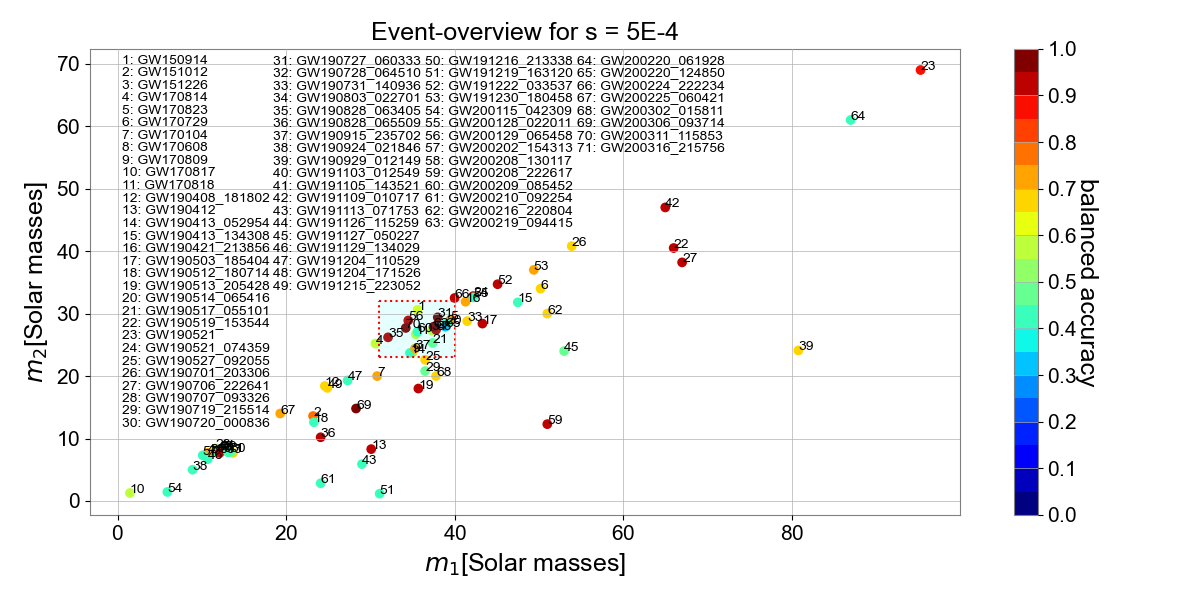 Event-overview for s = 5E-4
1: GW150914
2: GW151012
3: GW151226
4: GW170814
5: GW170823
6: GW170729
7: GW170104
8: GW170608
9: GW170809
10: GW170817
11: GW170818
12: GW190408_181802
13: GW190412
14: GW190413_052954
15: GW190413_134308
16: GW190421_213856
17: GW190503_185404
18: GW190512_180714
19: GW190513_205428
20: GW190514_065416
21: GW190517_055101
22: GW190519_153544
23: GW190521
24: GW190521_074359
25: GW190527_092055
26: GW190701_203306
27: GW190706_222641
28: GW190707_093326
29: GW190719_215514
30: GW190720_000836
31: GW190727_060333
32: GW190728_064510
33: GW190731_140936
34: GW190803_022701
35: GW190828_063405
36: GW190828_065509
37: GW190915_235702
38: GW190924_021846
39: GW190929_012149
40: GW191103_012549
41: GW191105_143521
42: GW191109_010717
43: GW191113_071753
44: GW191126_115259
45: GW191127_050227
46: GW191129_134029
47: GW191204_110529
48: GW191204_171526
49: GW191215_223052
50: GW191216_213338
51: GW191219_163120
52: GW191222_033537
53: GW191230_180458
54: GW200115_042309
55: GW200128_022011
56: GW200129_065458
57: GW200202_154313
58: GW200208_130117
59: GW200208_222617
60: GW200209_085452
61: GW200210_092254
62: GW200216_220804
63: GW200219_094415
64: GW200220_061928
65: GW200220_124850
66: GW200224_222234
67: GW200225_060421
68: GW200302_015811
69: GW200306_093714
70: GW200311_115853
71: GW200316_215756
23
64
42
22
27
26
53
52
6
15
62
66
33
17
1
56
31
35
4
21
45
39
25
29
68
7
47
19
67
2
18
69
36
59
13
43
38
61
51
54
10
70
60
50
40
30
20
10
0
0
20
40
60
80
m1[Solar masses]
m2[Solar masses]
1.0
0.9
0.8
0.7
0.6
0.5
0.4
0.3
0.2
0.1
0.0
balanced accuracy